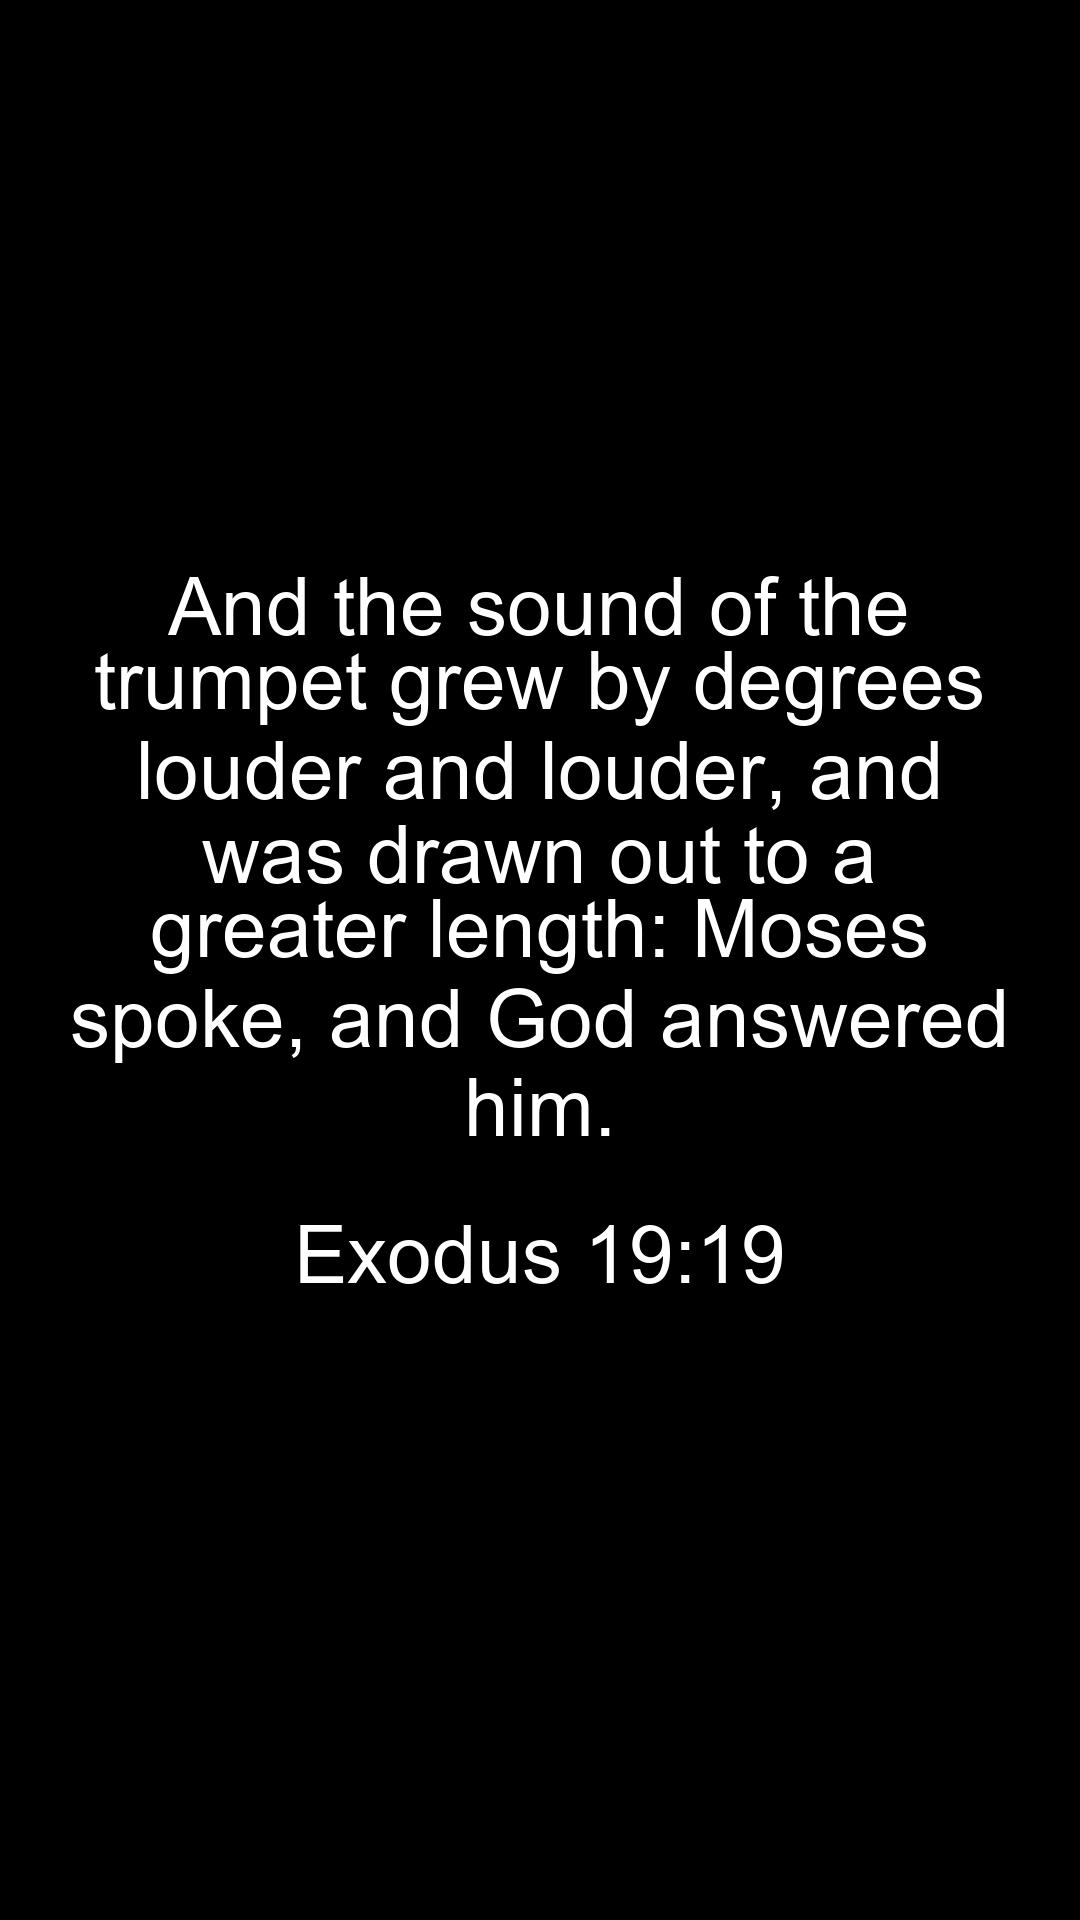 And the sound of the
trumpet grew by degrees
louder and louder, and
was drawn out to a
greater length: Moses
spoke, and God answered
him.
Exodus 19:19